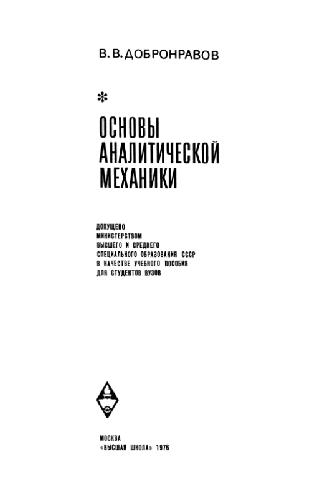 В. В. ДОБРОНРАВОВ
*
ОСНОВЫ
АНАЛИТИЧЕСКОЙ
МЕХАНИКИ
ДОПУЩЕНО
МИНИСТЕРСТВОМ
ВЫСШЕГО И СРЕДНЕГО
СПЕЦИАЛЬНОГО ОБРАЗОВАНИЯ СССР
В КАЧЕСТВЕ УЧЕБНОГО ПОСОБИЯ
ДЛЯ СТУДЕНТОВ ВУЗОВ
МОСКВА
«ВЫСШАЯ ШКОЛА» 1976